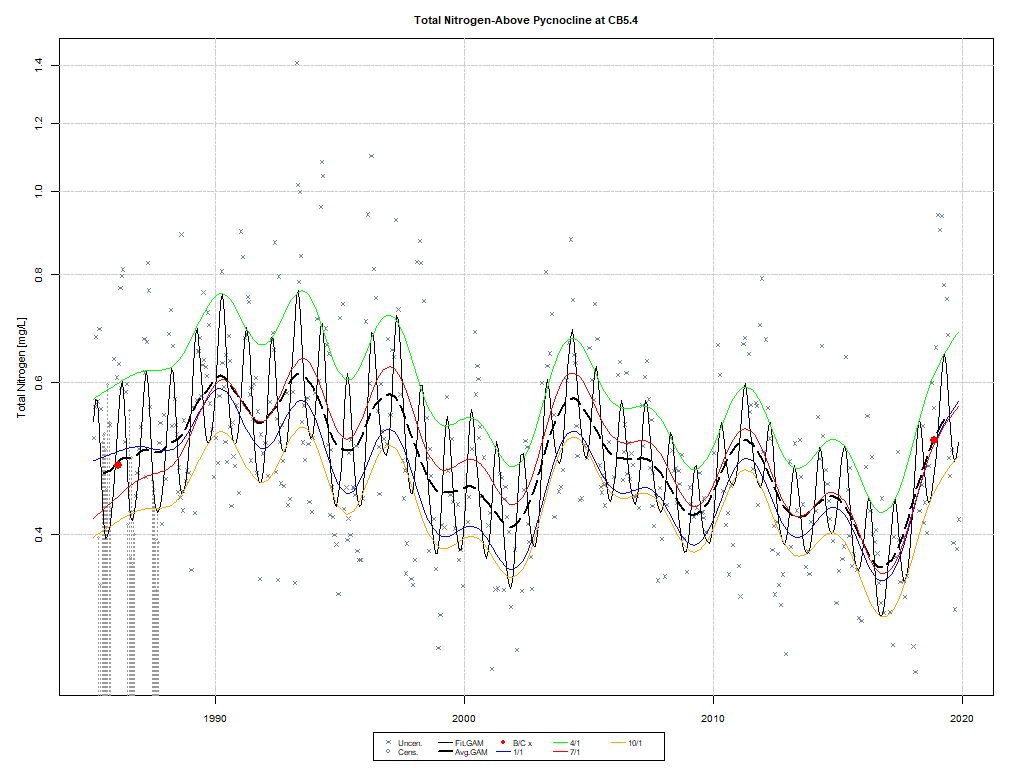 Total Nitrogen-Above Pycnocline at CB5.4
Total Nitrogen [mg/L]
1.4
1.2
1.0
0.8
0.6
0.4
1990 2000 2010 2020
Uncen. Fit.GAM B/C x 4/1 10/1
Cens. Avg.GAM 1/1 7/1